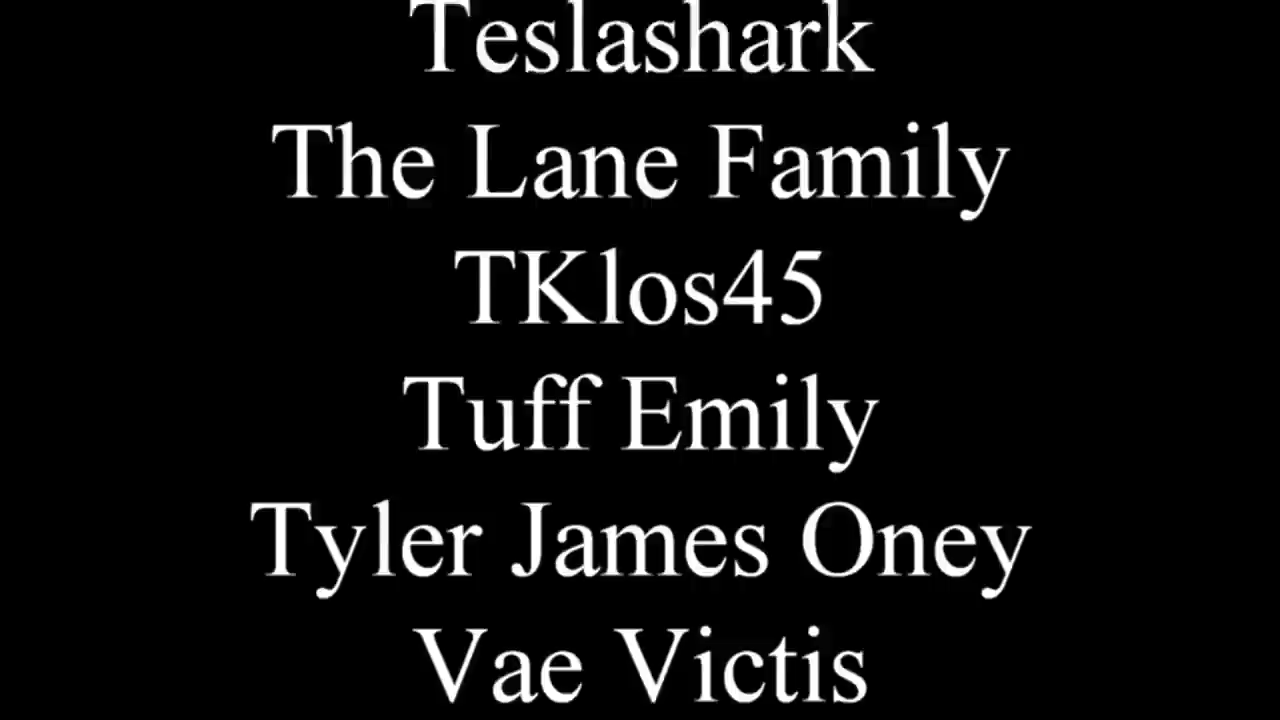 Teslashark
The Lane Family
TKlos45
Tuff Emily
Tyler James Oney
Vae Victis